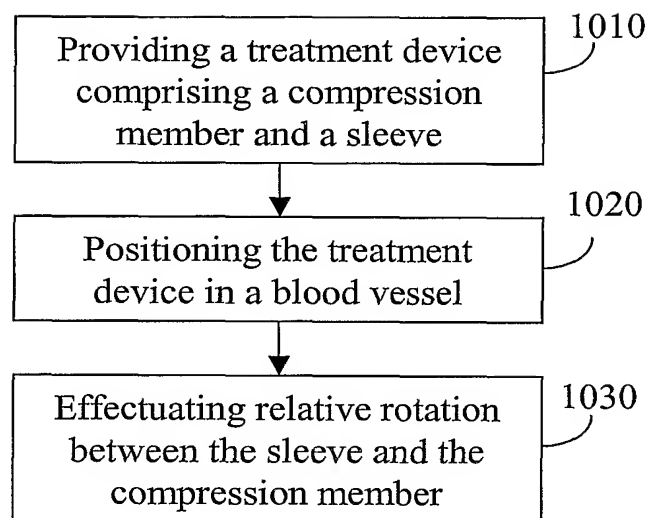 1010
Providing a treatment device
comprising a compression
member and a sleeve
1020
Positioning the treatment
device in a blood vessel
1030
Effectuating relative rotation
between the sleeve and the
compression member